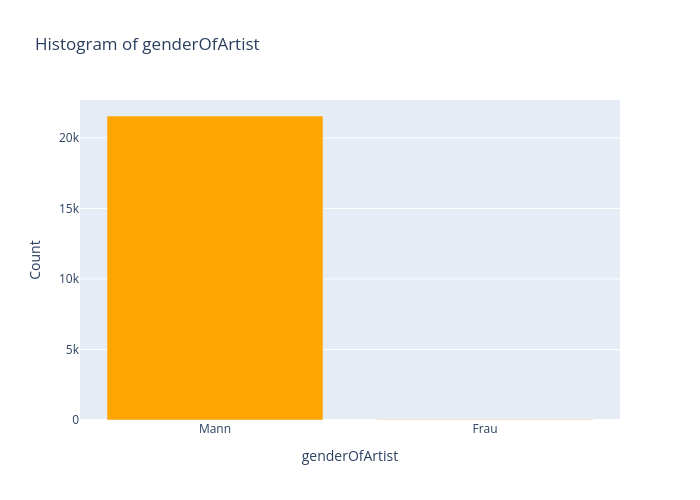 Histogram of genderOfArtist
20k
15k
10k
5k
0
Count
Mann
Frau
genderOfArtist